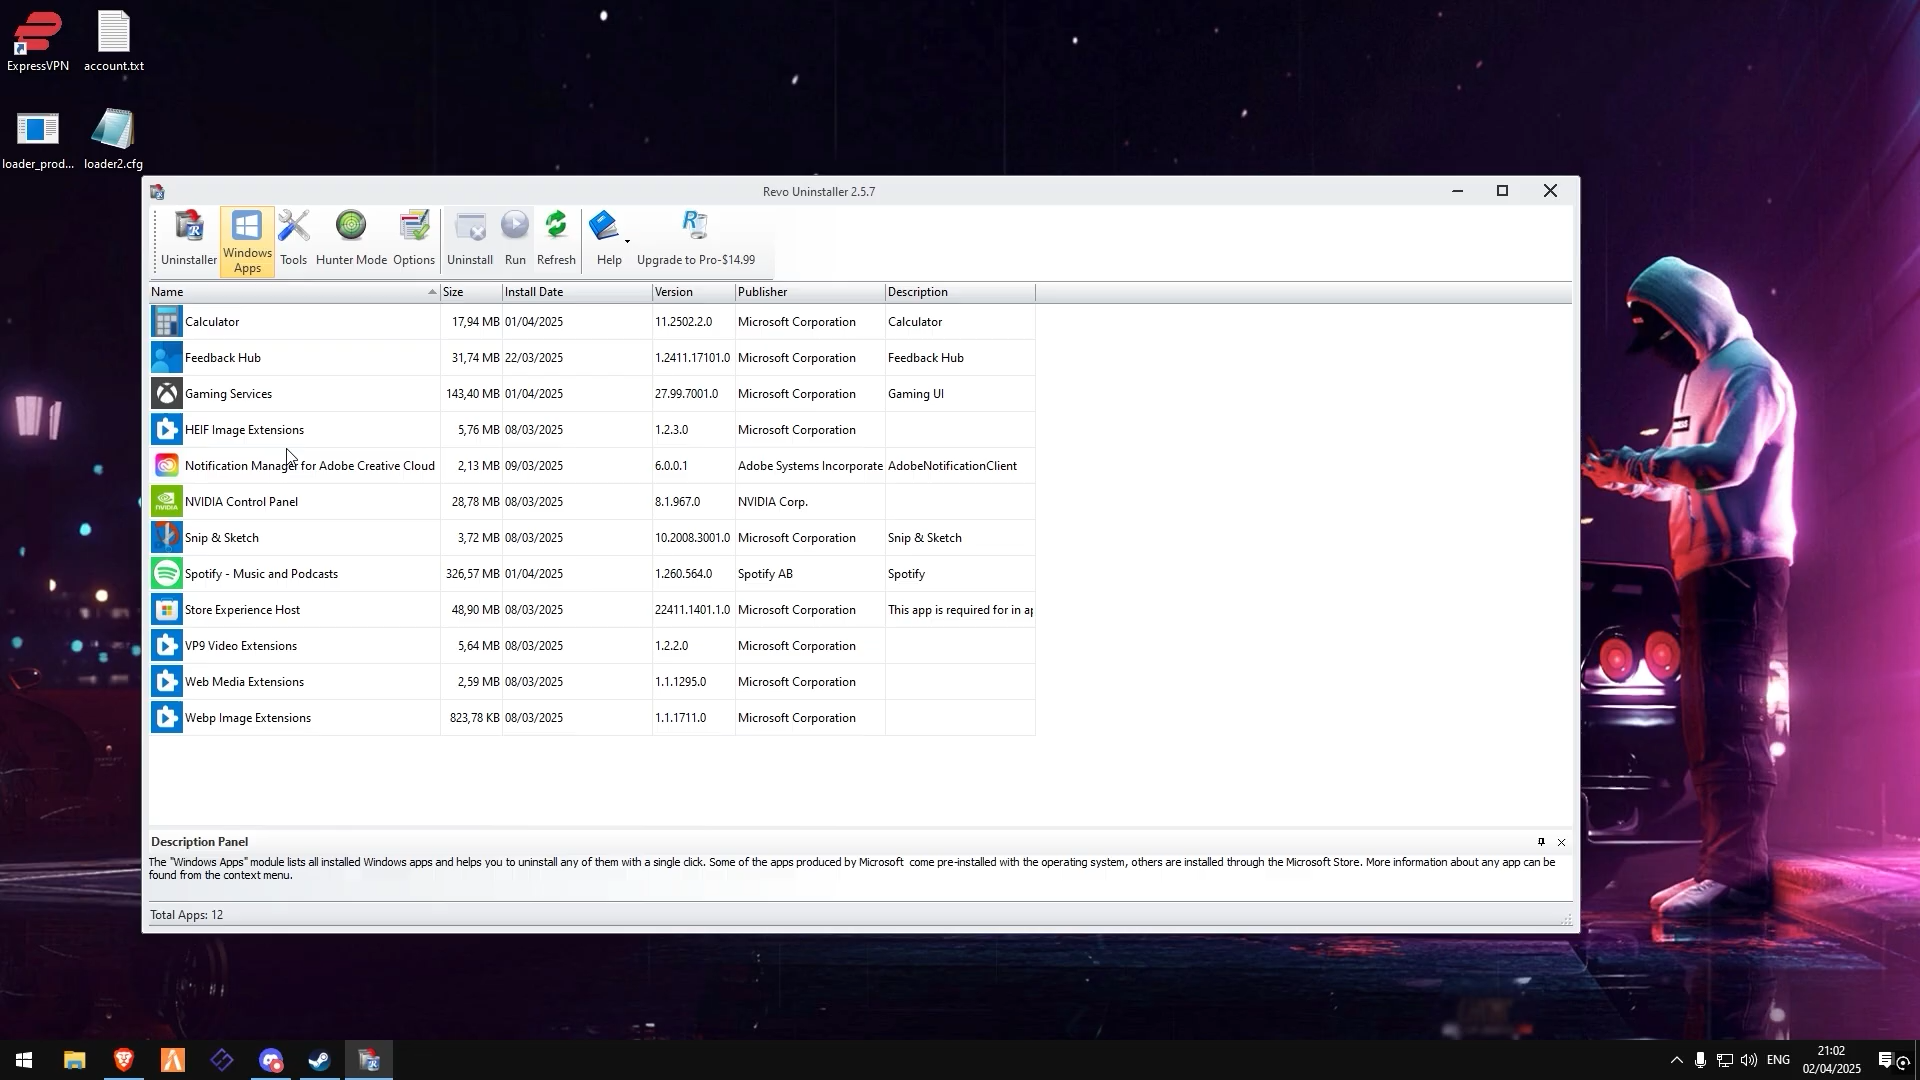 ExpressVPN
account.txt
loader_prod...
loader2.cfg
Revo Uninstaller 2.5.7
Uninstaller
Windows Apps
Tools
Hunter Mode
Options
Uninstall
Run
Refresh
Help
Upgrade to Pro-$14.99
Name Size Install Date Version Publisher Description
Calculator 17,94 MB 01/04/2025 11.2502.2.0 Microsoft Corporation Calculator
Feedback Hub 31,74 MB 22/03/2025 1.2411.17101.0 Microsoft Corporation Feedback Hub
Gaming Services 143,40 MB 01/04/2025 27.99.7001.0 Microsoft Corporation Gaming UI
HEIF Image Extensions 5,76 MB 08/03/2025 1.2.3.0 Microsoft Corporation
Notification Manager for Adobe Creative Cloud 2,13 MB 09/03/2025 6.0.0.1 Adobe Systems Incorporate AdobeNotificationClient
NVIDIA Control Panel 28,78 MB 08/03/2025 8.1.967.0 NVIDIA Corp.
Snip & Sketch 3,72 MB 08/03/2025 10.2008.3001.0 Microsoft Corporation Snip & Sketch
Spotify - Music and Podcasts 326,57 MB 01/04/2025 1.260.564.0 Spotify AB Spotify
Store Experience Host 48,90 MB 08/03/2025 22411.1401.1.0 Microsoft Corporation This app is required for in ap
VP9 Video Extensions 5,64 MB 08/03/2025 1.2.2.0 Microsoft Corporation
Web Media Extensions 2,59 MB 08/03/2025 1.1.1295.0 Microsoft Corporation
Webp Image Extensions 823,78 KB 08/03/2025 1.1.1711.0 Microsoft Corporation
Description Panel
The "Windows Apps" module lists all installed Windows apps and helps you to uninstall any of them with a single click. Some of the apps produced by Microsoft come pre-installed with the operating system, others are installed through the Microsoft Store. More information about any app can be
found from the context menu.
Total Apps: 12
ENG
21:02
02/04/2025